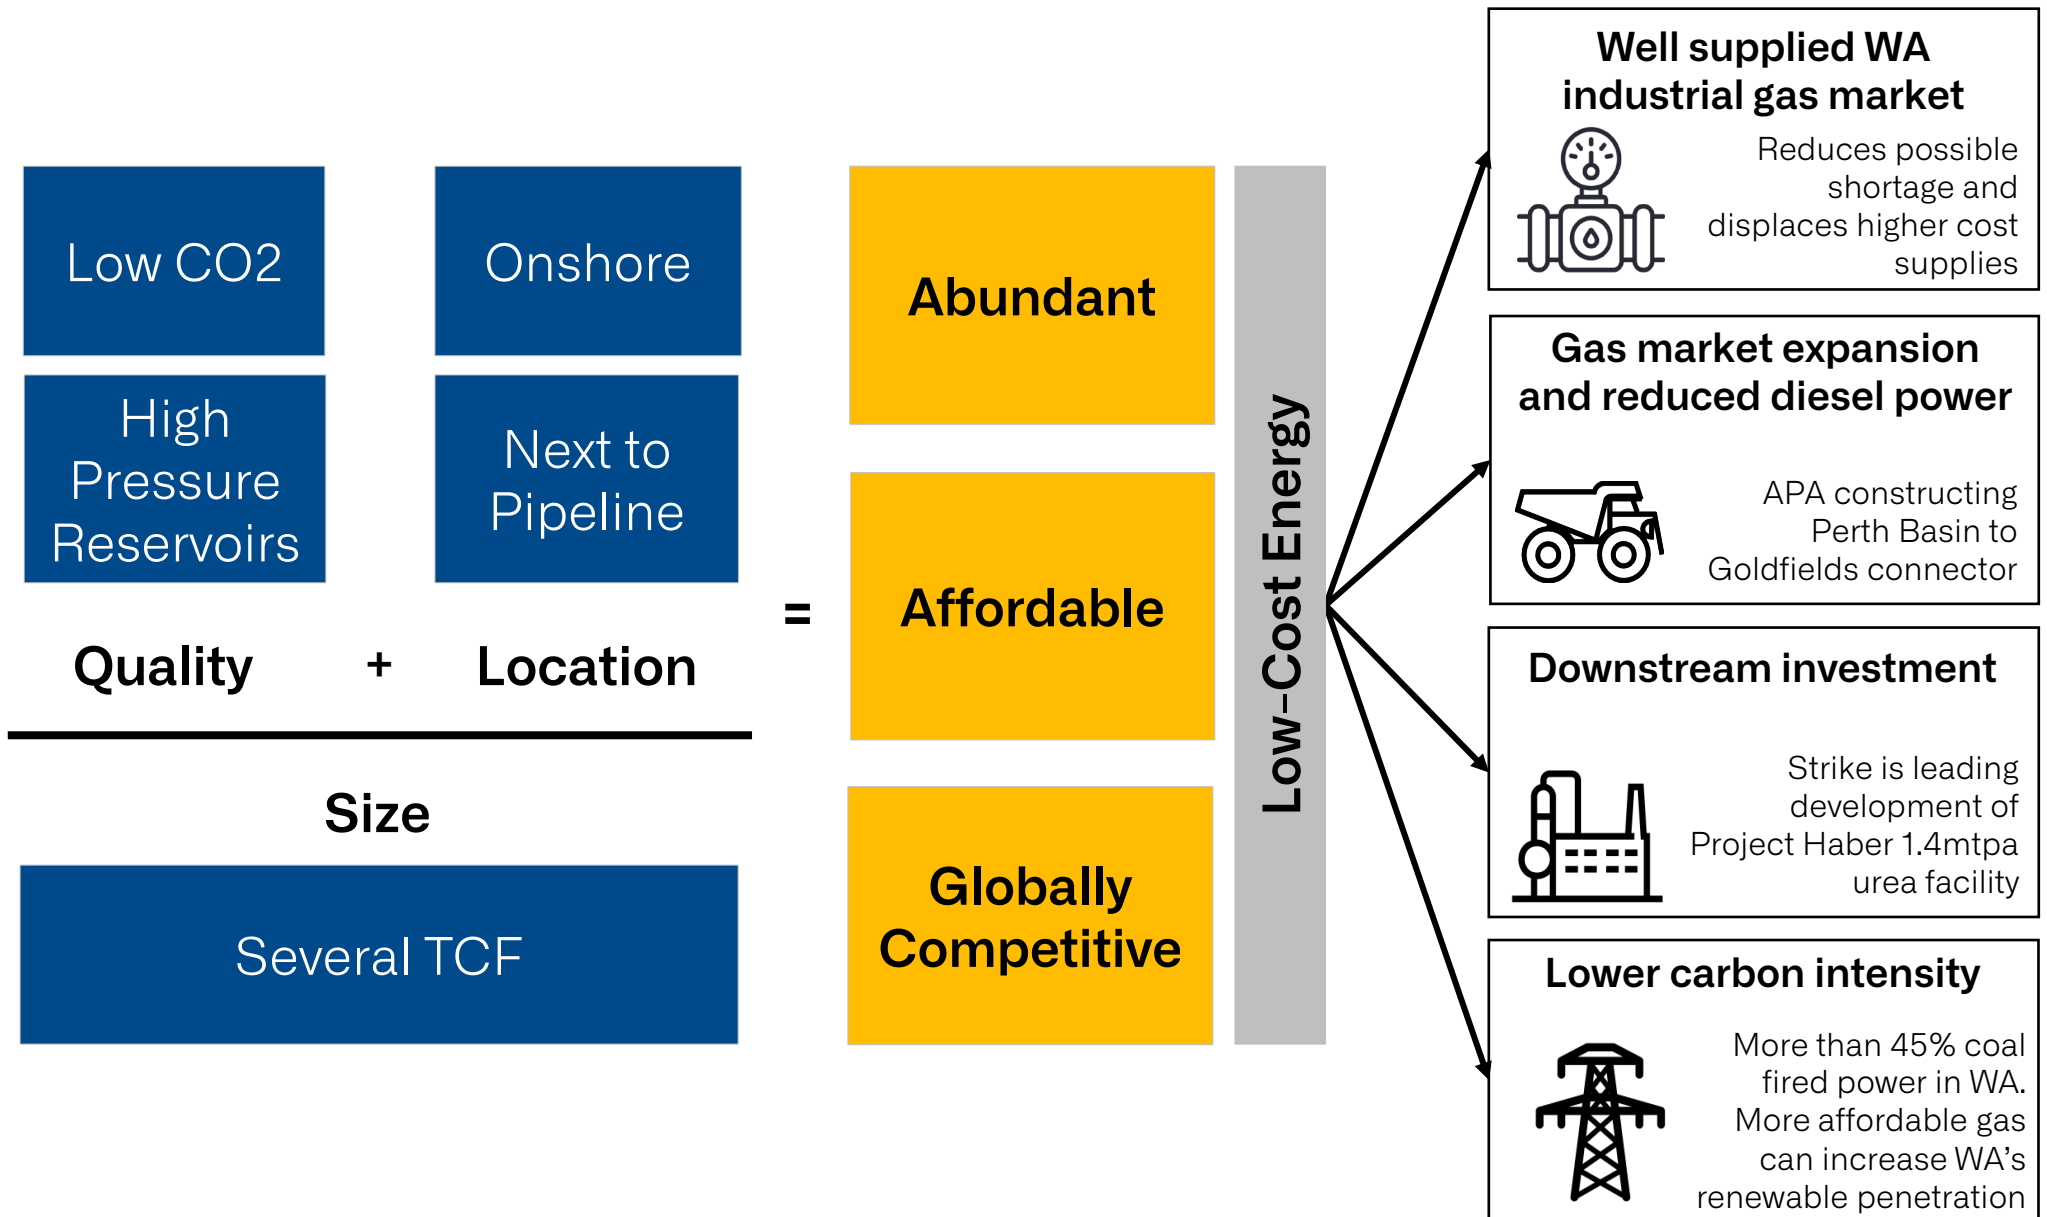 Low CO2
High
Pressure
Reservoirs
Quality
+
Onshore
Next to
Pipeline
Location
Size
Several TCF
=
Abundant
Affordable
Globally
Competitive
Low-Cost Energy
Well supplied WA
industrial gas market
Reduces possible
shortage and
displaces higher cost
supplies
Gas market expansion
and reduced diesel power
APA constructing
Perth Basin to
Goldfields connector
Downstream investment
Strike is leading
development of
Project Haber 1.4mtpa
urea facility
Lower carbon intensity
More than 45% coal
fired power in WA.
More affordable gas
can increase WA's
renewable penetration